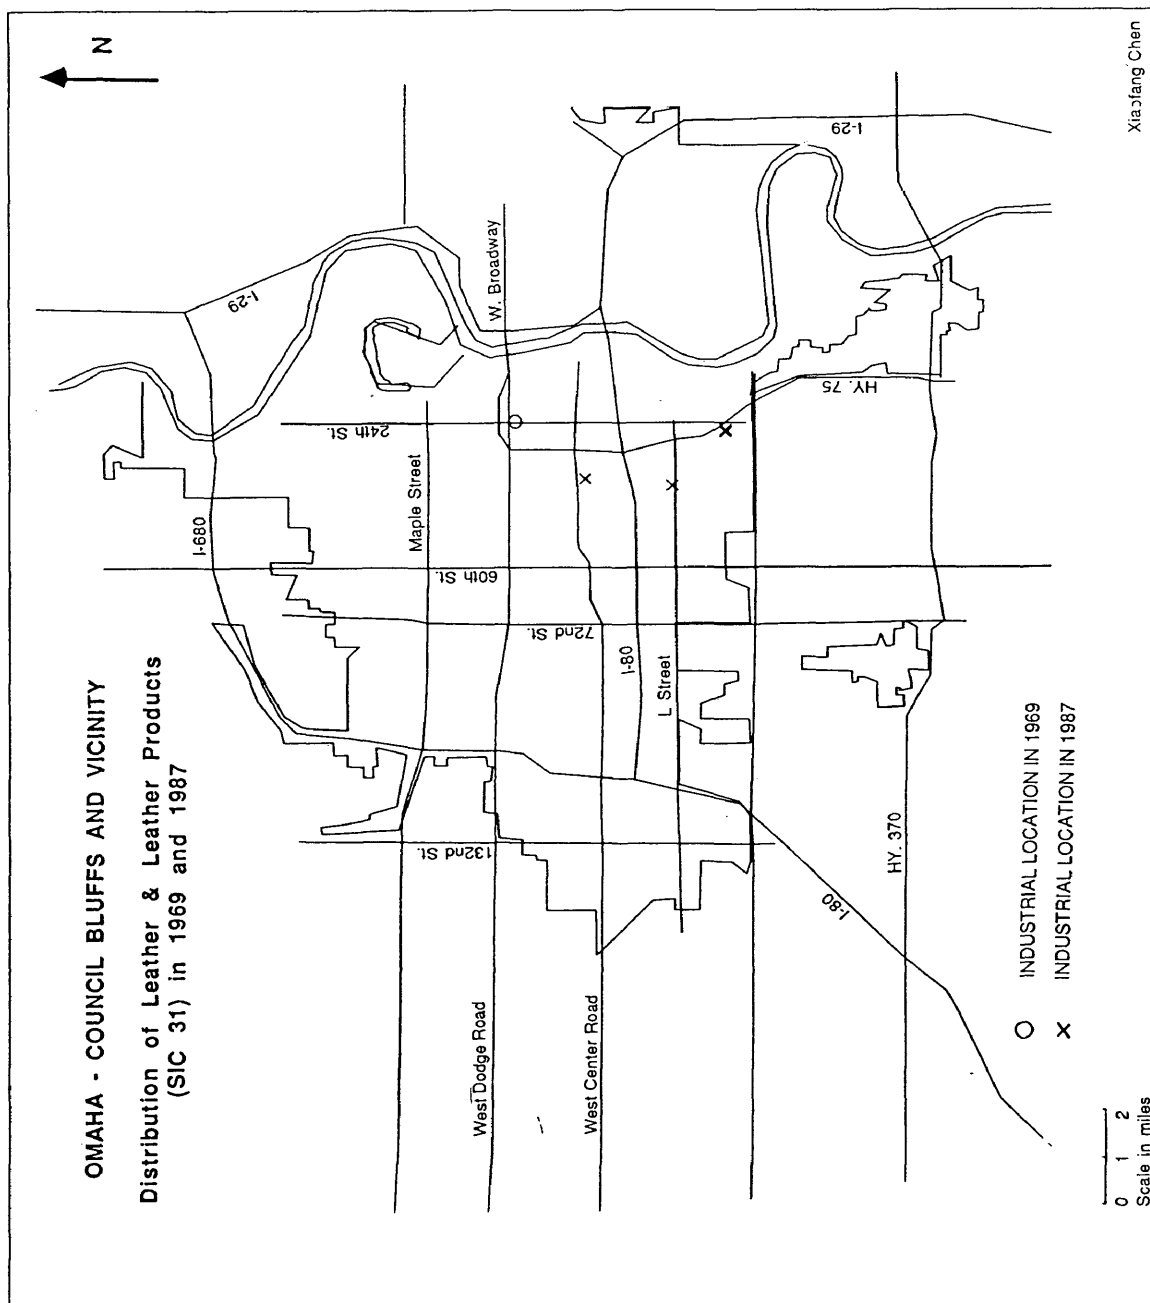 OMAHA - COUNCIL BLUFFS AND VICINITY
Distribution of Leather & Leather Products
(SIC 31) in 1969 and 1987
N
I-29
I-680
24th St.
Maple Street
W. Broadway
60th St.
72nd St.
I-80
L Street
HY. 75
I-29
132nd St.
West Dodge Road
West Center Road
HY. 370
I-80
O INDUSTRIAL LOCATION IN 1969
X INDUSTRIAL LOCATION IN 1987
0 1 2
Scale in miles
Xiaofang Chen